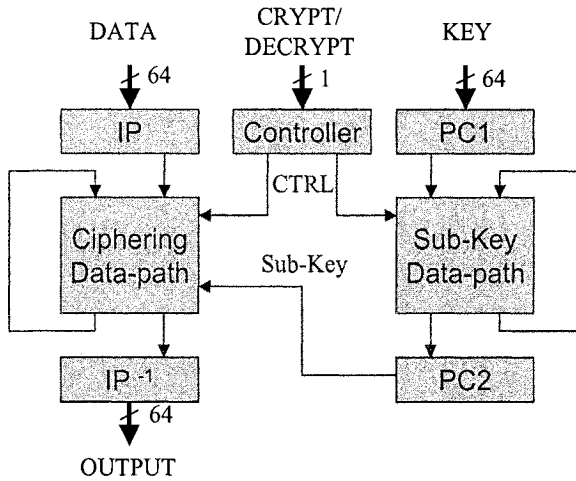 DATA
CRYPT/
DECRYPT
KEY
64
1
64
IP
Controller
PC1
CTRL
Ciphering
Data-path
Sub-Key
Sub-Key
Data-path
IP -1
PC2
64
OUTPUT